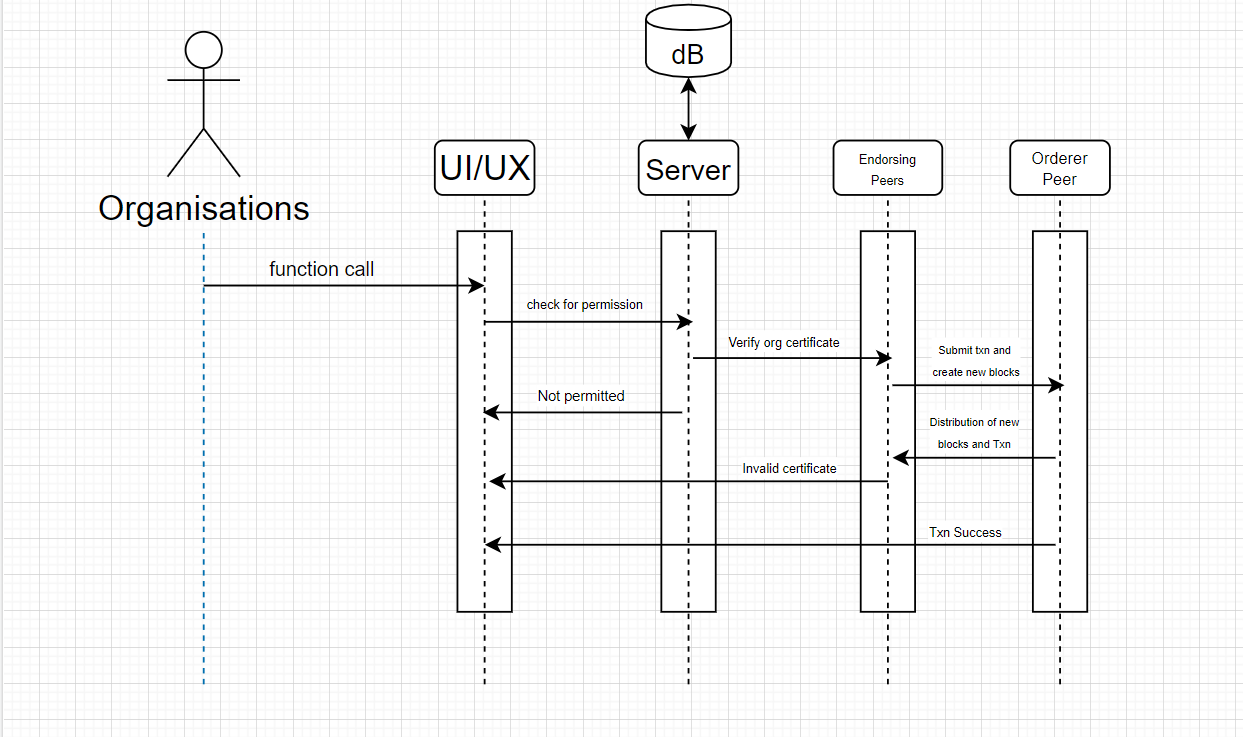 dB
UI/UX
Server
Endorsing
Peers
Orderer
Peer
Organisations
function call
check for permission
Verify org certificate
Submit txn and
create new blocks
Not permitted
Distribution of new
blocks and Txn
Invalid certificate
Txn Success